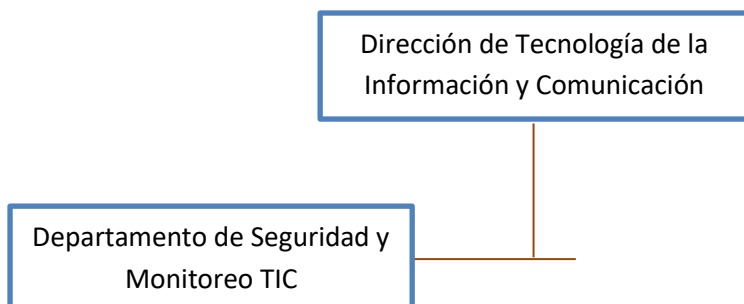 Dirección de Tecnología de la
Información y Comunicación
Departamento de Seguridad y
Monitoreo TIC